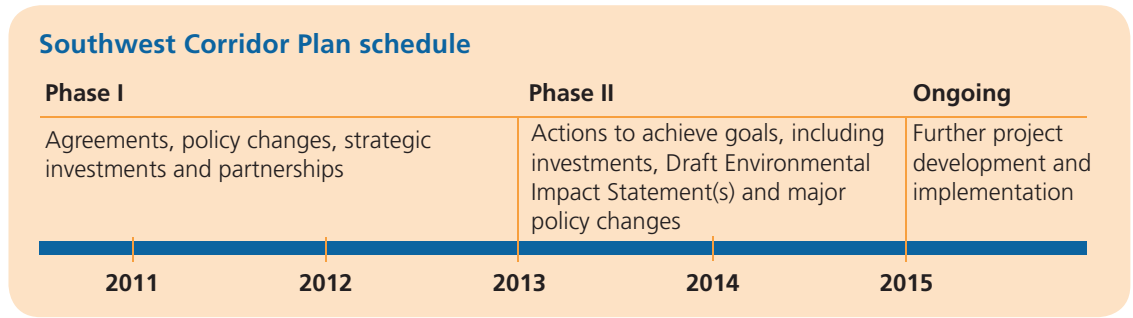 Southwest Corridor Plan schedule
Phase I
Agreements, policy changes, strategic
investments and partnerships
Phase II
Actions to achieve goals, including
investments, Draft Environmental
Impact Statement(s) and major
policy changes
Ongoing
Further project
development and
implementation
2011 2012 2013 2014 2015